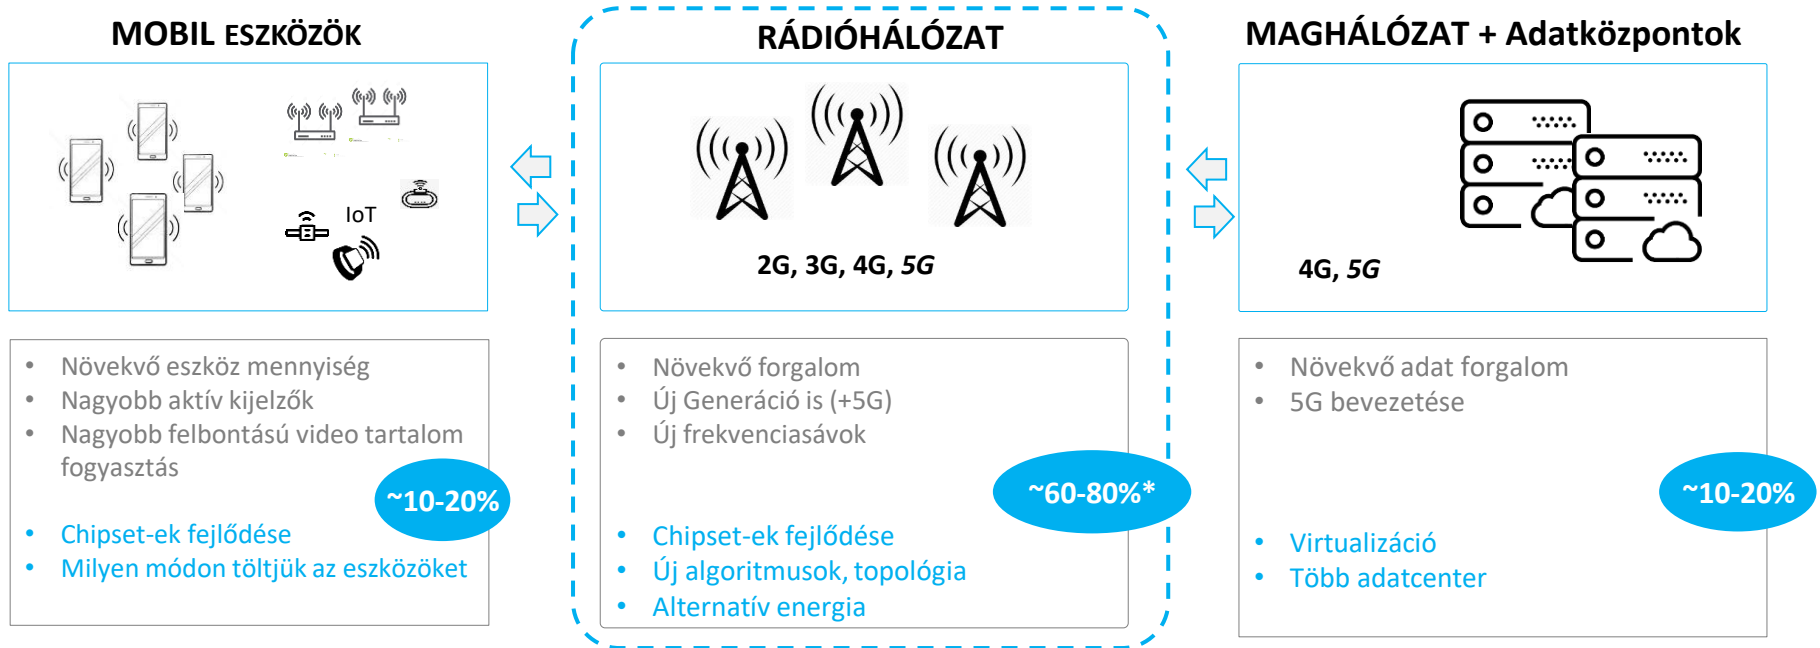 MOBIL ESZKÖZÖK
IoT
• Növekvő eszköz mennyiség
• Nagyobb aktív kijelzők
• Nagyobb felbontású video tartalom
fogyasztás
~10-20%
• Chipset-ek fejlődése
• Milyen módon töltjük az eszközöket
RÁDIÓHÁLÓZAT
2G, 3G, 4G, 5G
• Növekvő forgalom
• Új Generáció is (+5G)
• Új frekvenciasávok
~60-80%*
• Chipset-ek fejlődése
• Új algoritmusok, topológia
• Alternatív energia
MAGHÁLÓZAT + Adatközpontok
4G, 5G
• Növekvő adat forgalom
• 5G bevezetése
~10-20%
• Virtualizáció
• Több adatcenter